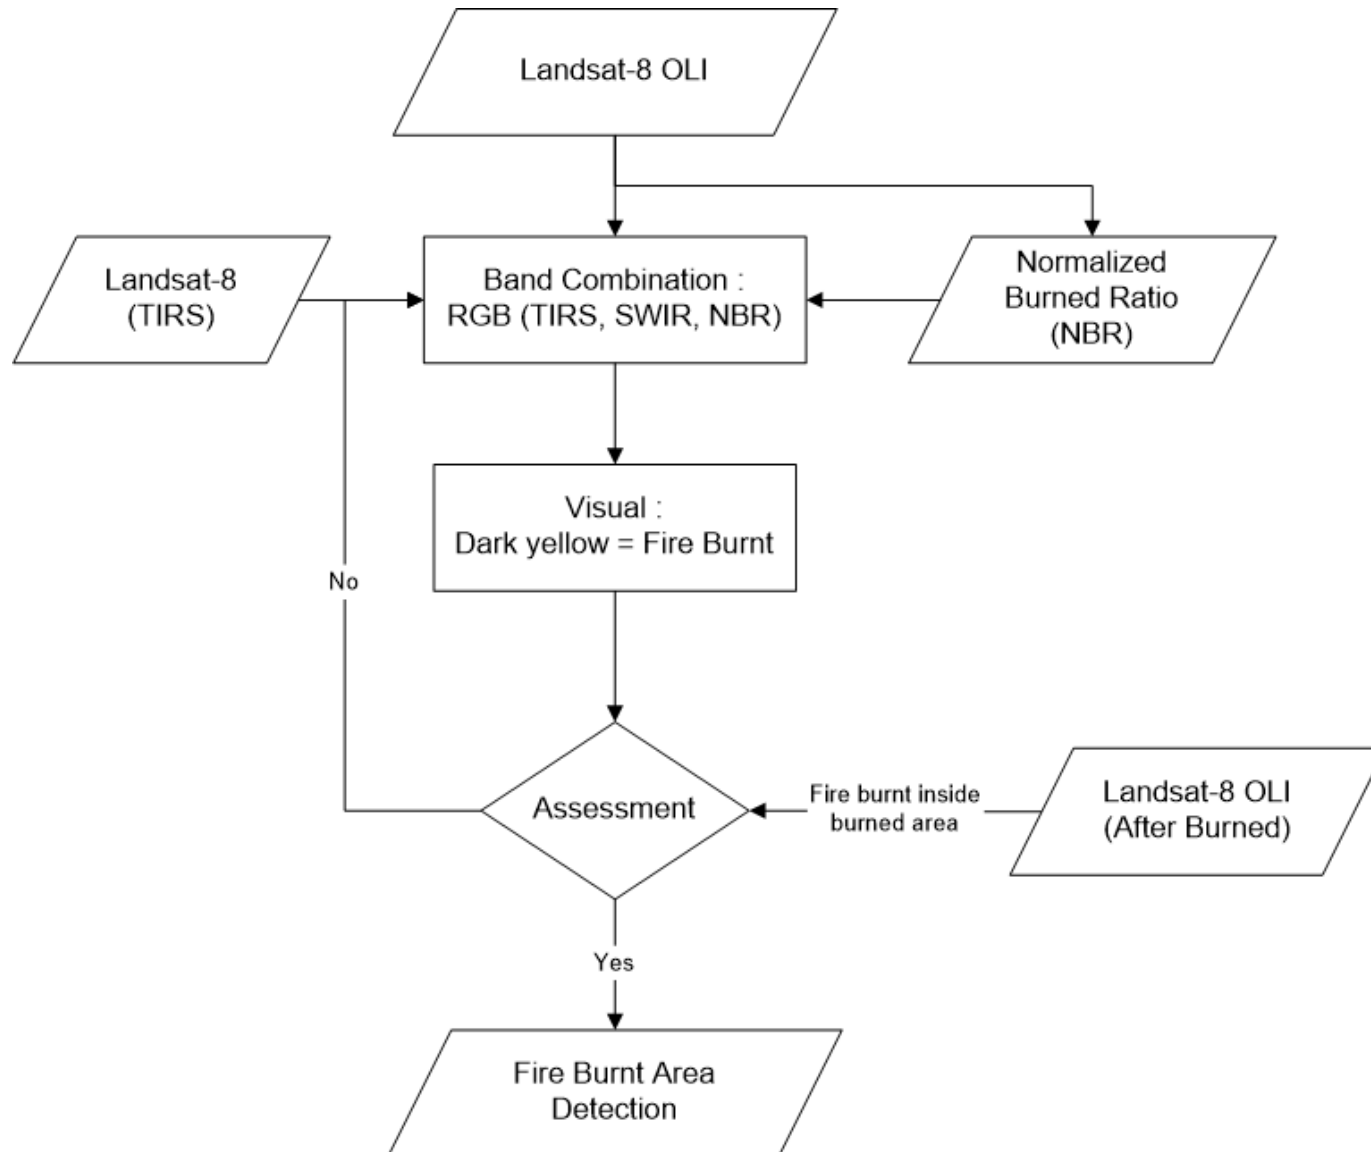 Landsat-8 OLI
Landsat-8
(TIRS)
Band Combination :
RGB (TIRS, SWIR, NBR)
Normalized
Burned Ratio
(NBR)
Visual :
Dark yellow = Fire Burnt
No
Assessment
Fire burnt inside
burned area
Landsat-8 OLI
(After Burned)
Yes
Fire Burnt Area
Detection